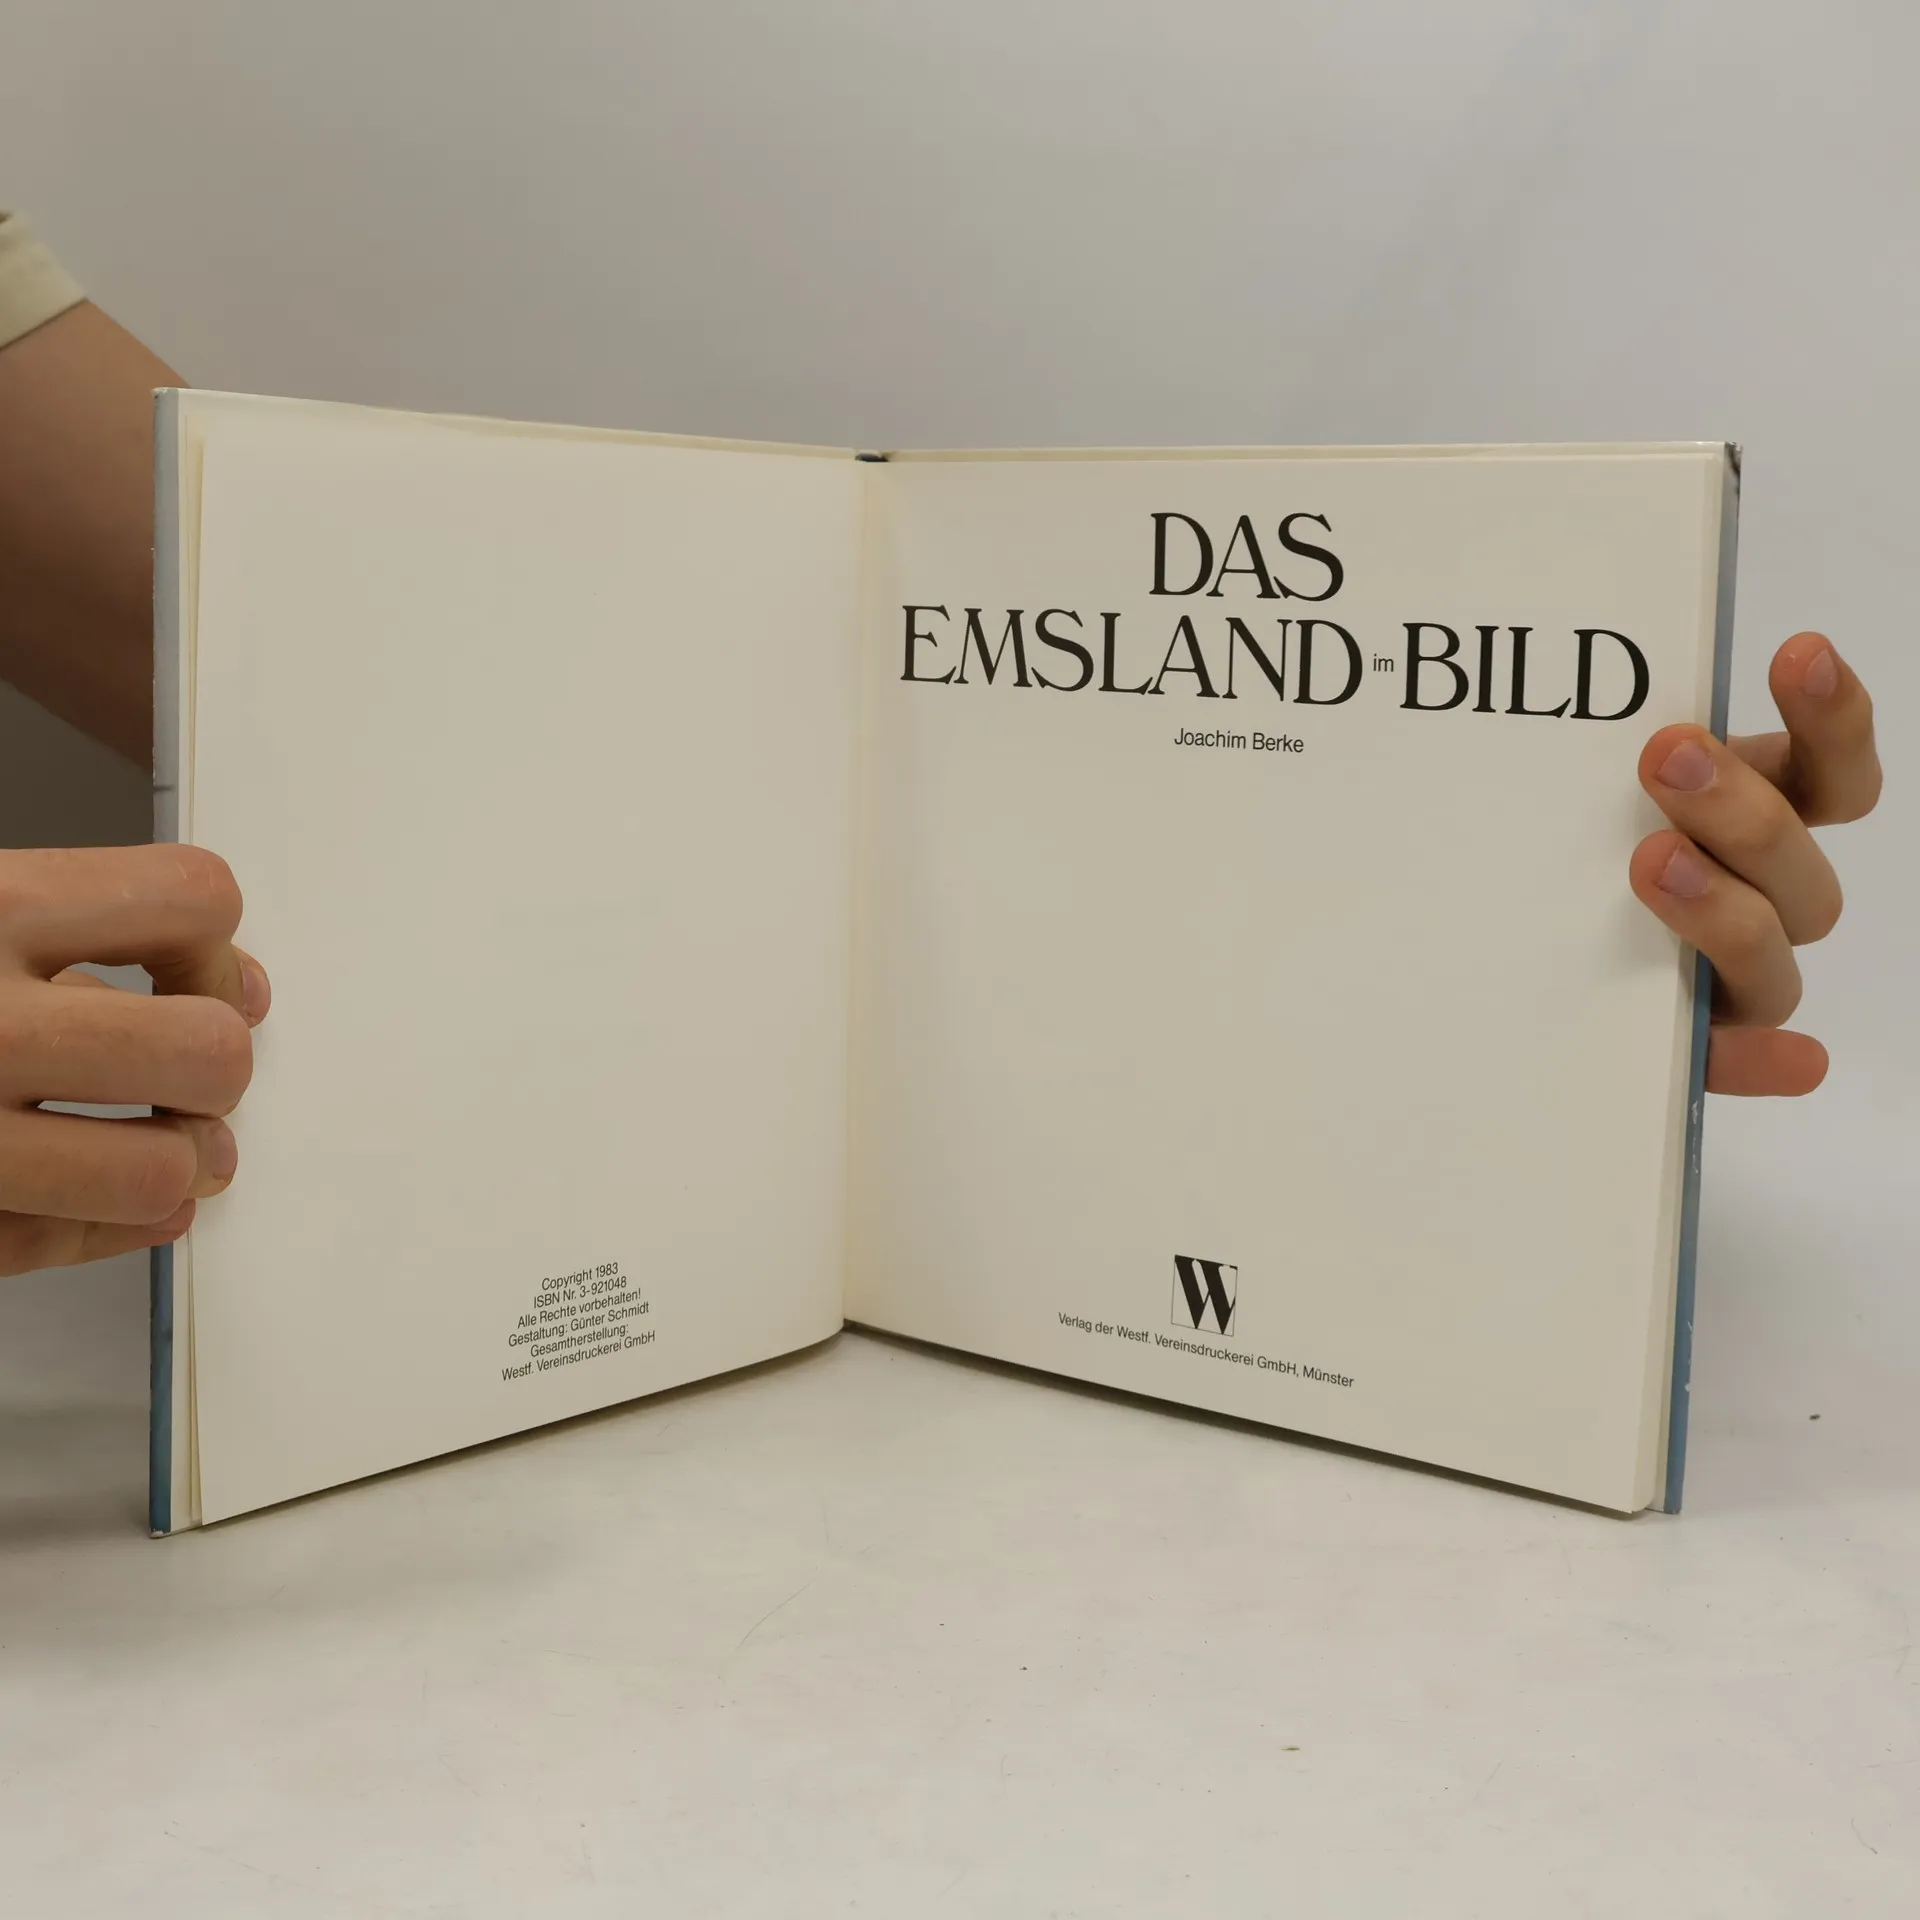 Copyright 1983
ISBN Nr. 3-921048
Alle Rechte vorbehalten!
Gestaltung: Günter Schmidt
Gesamtherstellung:
Westf. Vereinsdruckerei GmbH
DAS
EMSLAND im BILD
Joachim Berke
W
Verlag der Westf. Vereinsdruckerei GmbH, Münster